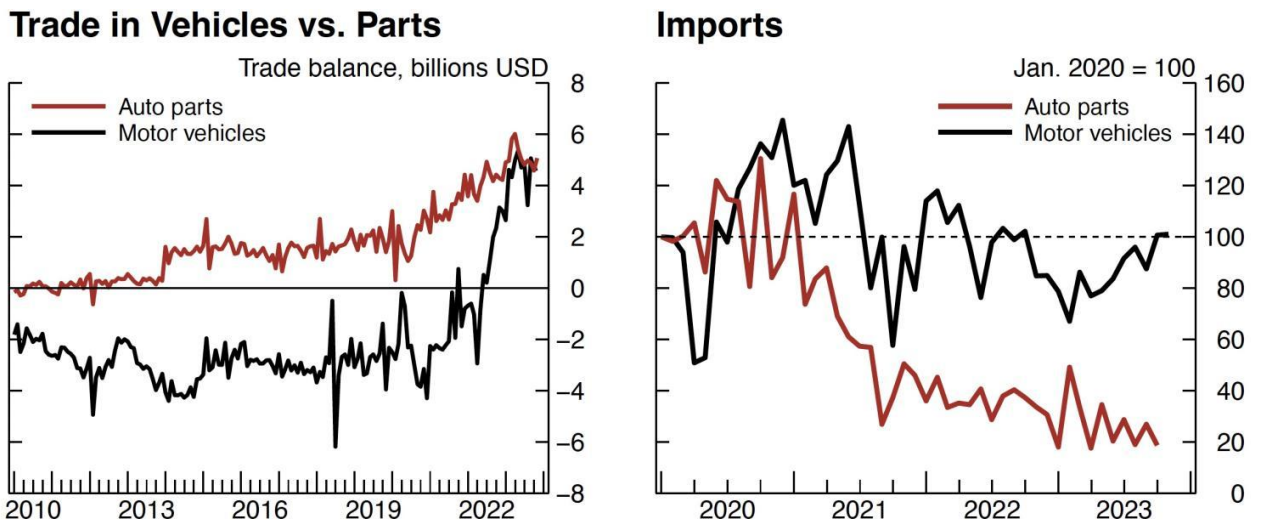 Trade in Vehicles vs. Parts
Trade balance, billions USD
Auto parts
Motor vehicles
8
6
4
2
0
−2
−4
−6
−8
2010 2013 2016 2019 2022
Imports
Jan. 2020 = 100
Auto parts
Motor vehicles
160
140
120
100
80
60
40
20
0
2020 2021 2022 2023